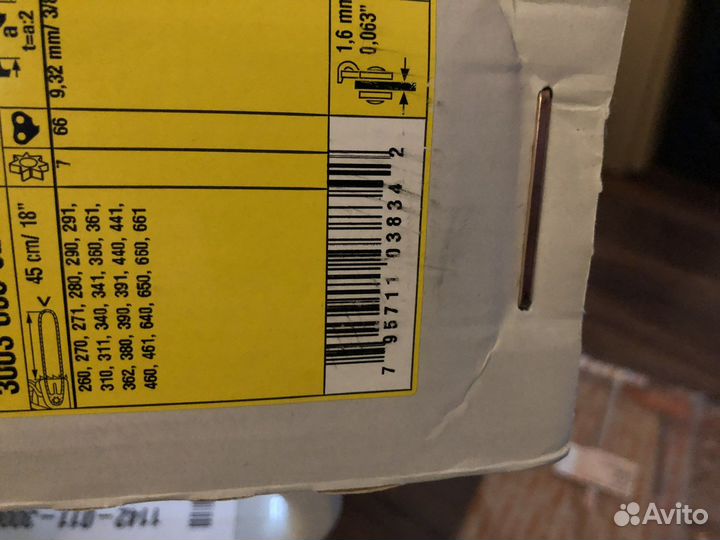 t=a:2
9,32 mm/ 3/8
1,6 mm
0,063"
66
7
3003
45 cm/ 18"
260, 270, 271, 280, 290, 291,
310, 311, 340, 341, 360, 361,
362, 380, 390, 391, 440, 441,
460, 461, 640, 650, 660, 661
7 95711 03834 2
1142-011-300
Avito